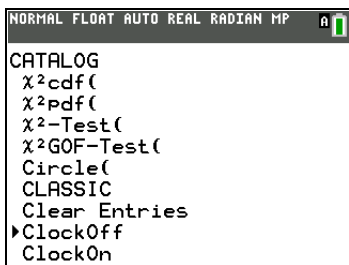 NORMAL FLOAT AUTO REAL RADIAN MP A
CATALOG
χ²cdf(
χ²pdf(
χ²-Test(
χ²GOF-Test(
Circle(
CLASSIC
Clear Entries
▶ClockOff
ClockOn